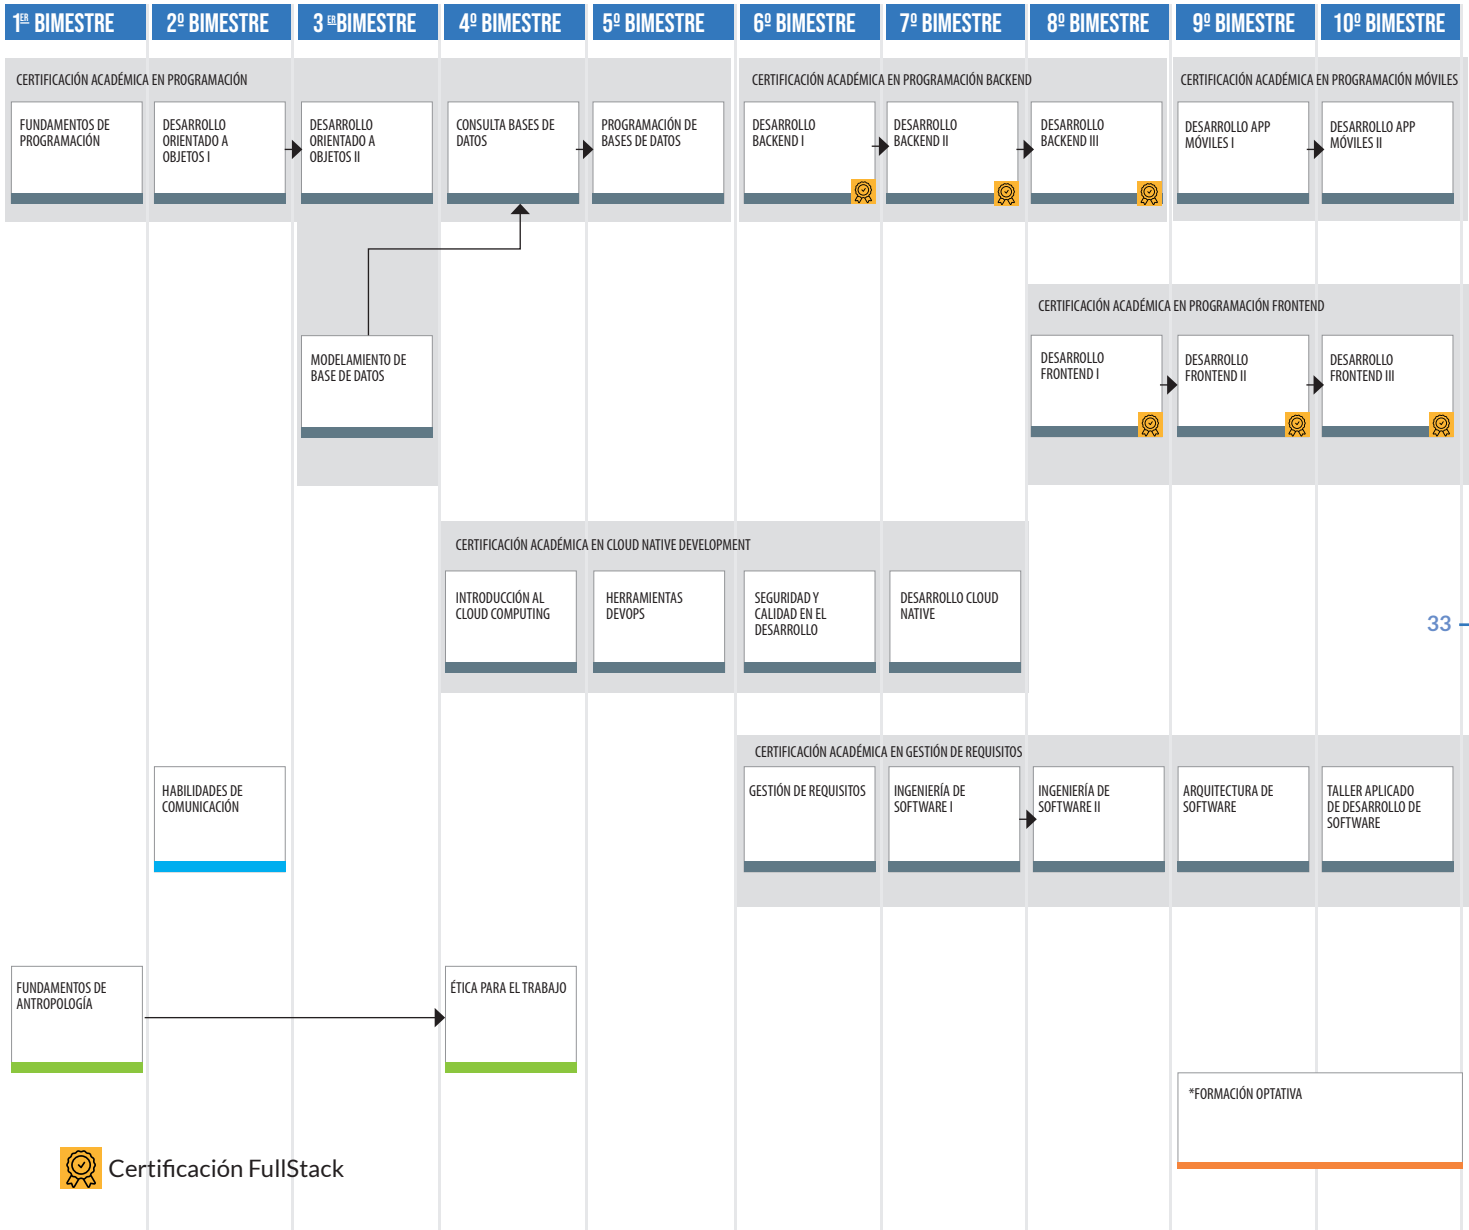 1ER BIMESTRE
2º BIMESTRE
3 ERBIMESTRE
4º BIMESTRE
5º BIMESTRE
6º BIMESTRE
7º BIMESTRE
8º BIMESTRE
9º BIMESTRE
10º BIMESTRE
CERTIFICACIÓN ACADÉMICA EN PROGRAMACIÓN
CERTIFICACIÓN ACADÉMICA EN PROGRAMACIÓN BACKEND
CERTIFICACIÓN ACADÉMICA EN PROGRAMACIÓN MÓVILES
FUNDAMENTOS DE
PROGRAMACIÓN
DESARROLLO
ORIENTADO A
OBJETOS I
DESARROLLO
ORIENTADO A
OBJETOS II
CONSULTA BASES DE
DATOS
PROGRAMACIÓN DE
BASES DE DATOS
DESARROLLO
BACKEND I
DESARROLLO
BACKEND II
DESARROLLO
BACKEND III
DESARROLLO APP
MÓVILES I
DESARROLLO APP
MÓVILES II
CERTIFICACIÓN ACADÉMICA EN PROGRAMACIÓN FRONTEND
MODELAMIENTO DE
BASE DE DATOS
DESARROLLO
FRONTEND I
DESARROLLO
FRONTEND II
DESARROLLO
FRONTEND III
CERTIFICACIÓN ACADÉMICA EN CLOUD NATIVE DEVELOPMENT
INTRODUCCIÓN AL
CLOUD COMPUTING
HERRAMIENTAS
DEVOPS
SEGURIDAD Y
CALIDAD EN EL
DESARROLLO
DESARROLLO CLOUD
NATIVE
33
CERTIFICACIÓN ACADÉMICA EN GESTIÓN DE REQUISITOS
HABILIDADES DE
COMUNICACIÓN
GESTIÓN DE REQUISITOS
INGENIERÍA DE
SOFTWARE I
INGENIERÍA DE
SOFTWARE II
ARQUITECTURA DE
SOFTWARE
TALLER APLICADO
DE DESARROLLO DE
SOFTWARE
FUNDAMENTOS DE
ANTROPOLOGÍA
ÉTICA PARA EL TRABAJO
*FORMACIÓN OPTATIVA
Certificación FullStack